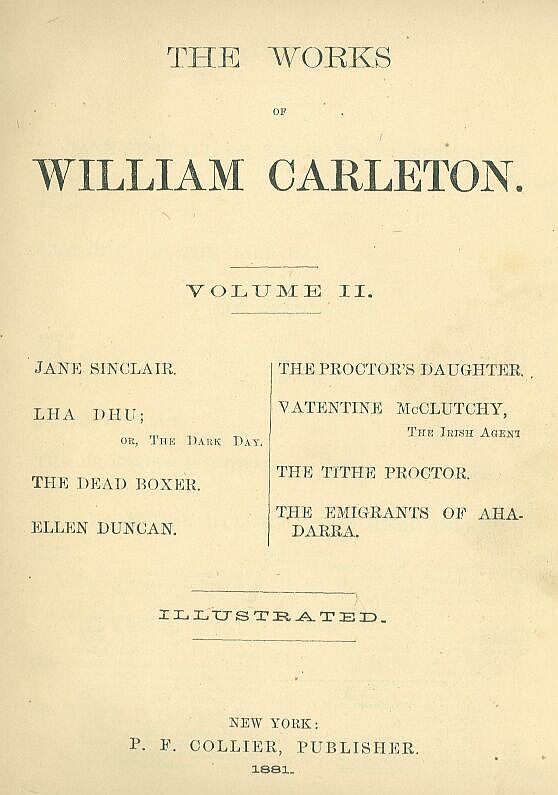 THE WORKS
OF
WILLIAM CARLETON.
VOLUME II.
JANE SINCLAIR.
LHA DHU;
OR, THE DARK DAY.
THE DEAD BOXER.
ELLEN DUNCAN.
THE PROCTOR'S DAUGHTER.
VATENTINE McCLUTCHY,
THE IRISH AGENT
THE TITHE PROCTOR.
THE EMIGRANTS OF AHA-
DARRA.
ILLUSTRATED.
NEW YORK:
P. F. COLLIER, PUBLISHER.
1881.